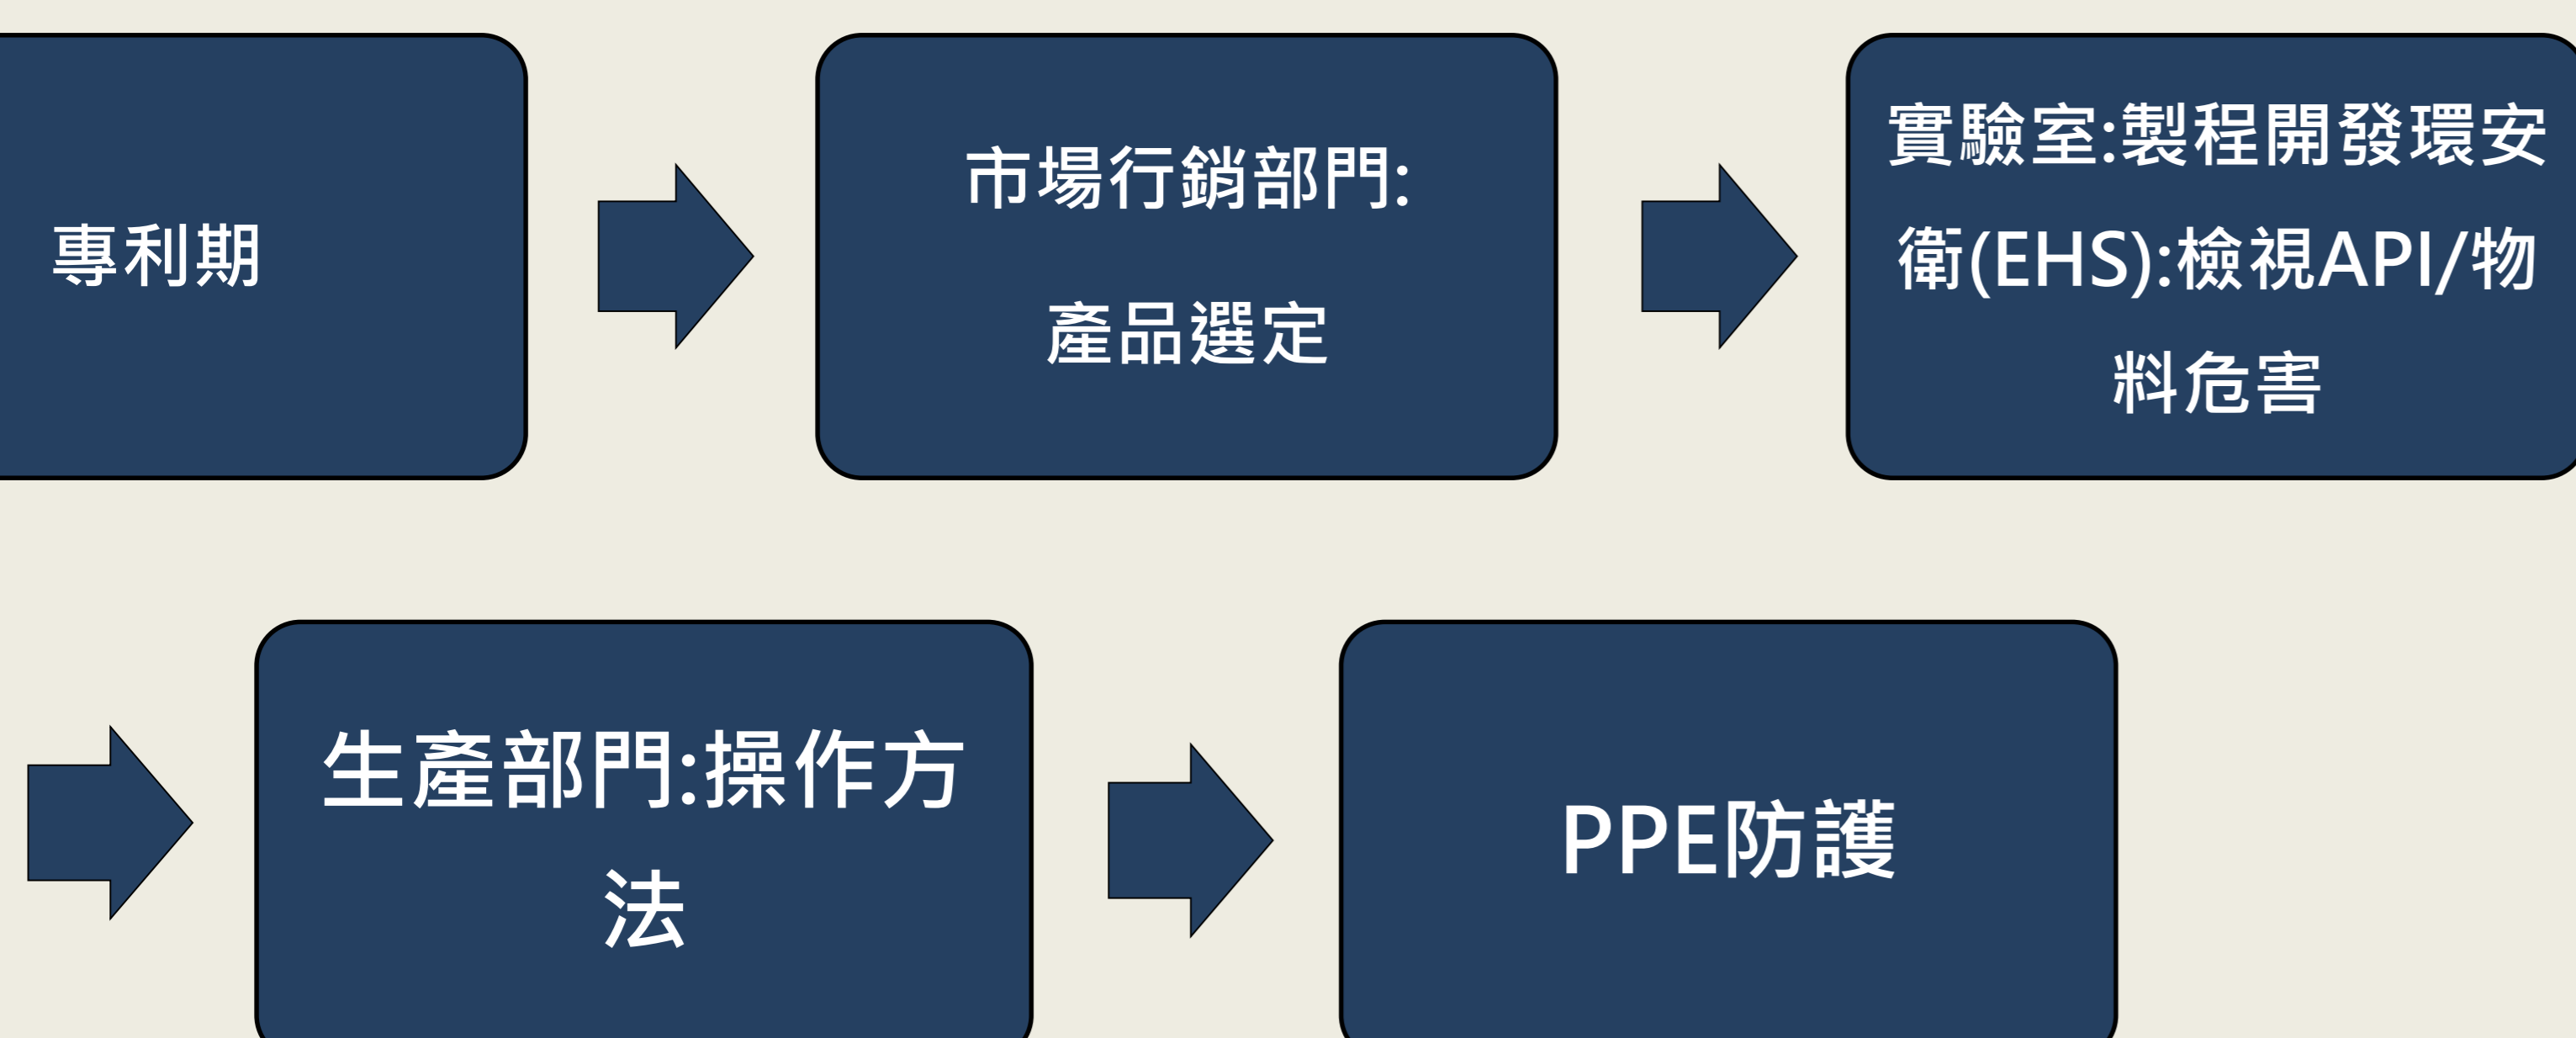 專利期
市場行銷部門:
產品選定
實驗室:製程開發環安
衛(EHS):檢視API/物
料危害
生產部門:操作方
法
PPE防護